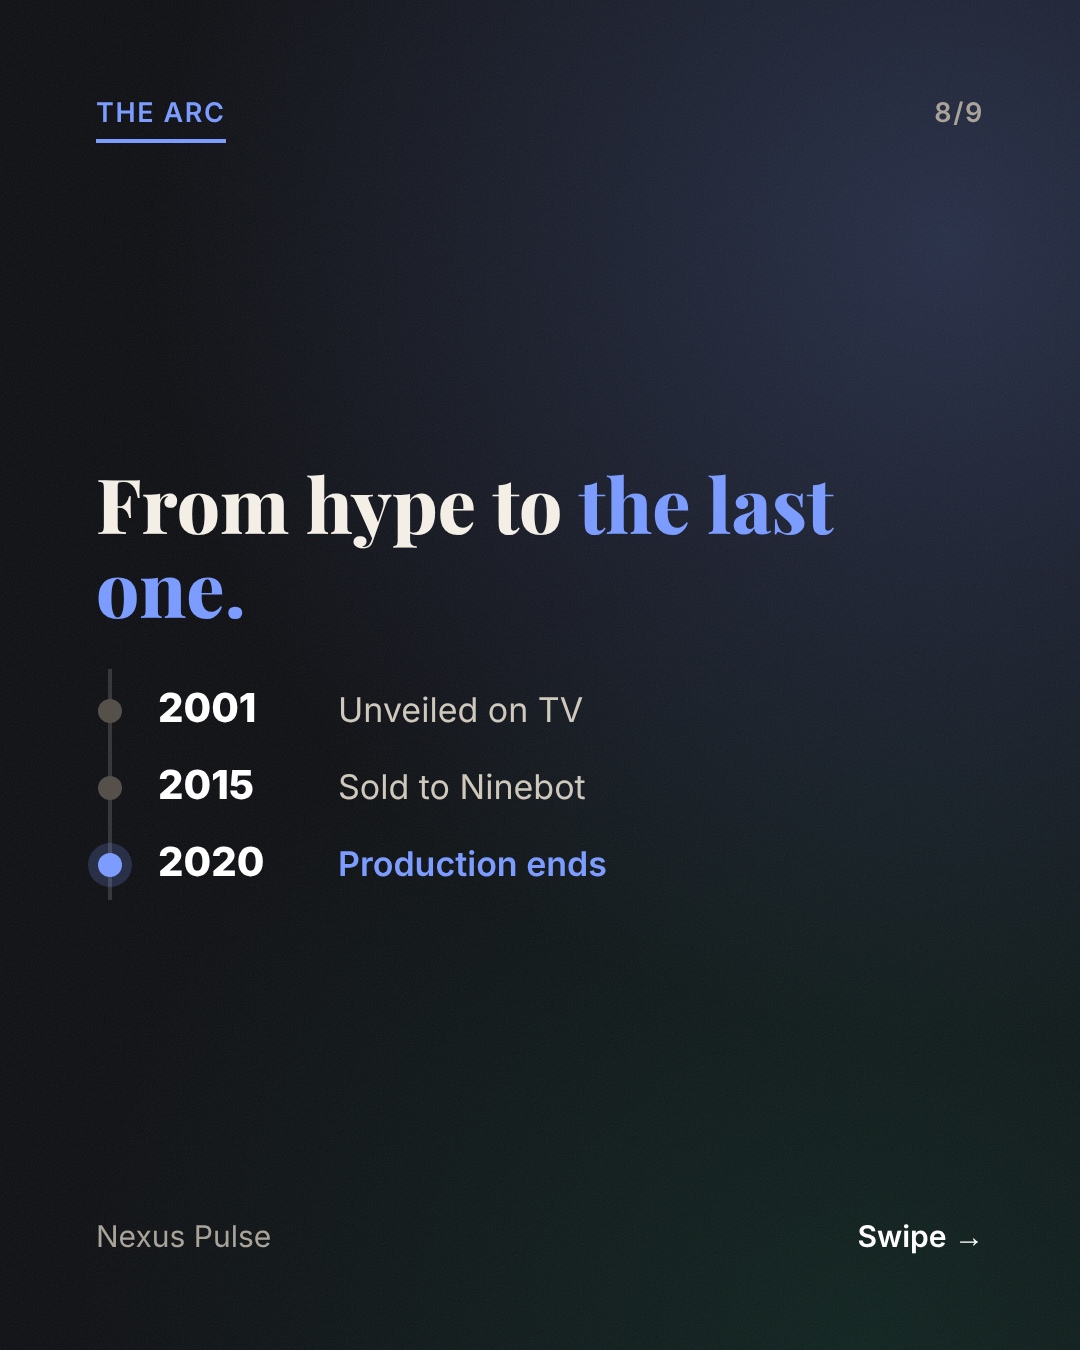 THE ARC
8/9
From hype to the last
one.
2001 Unveiled on TV
2015 Sold to Ninebot
2020 Production ends
Nexus Pulse
Swipe →